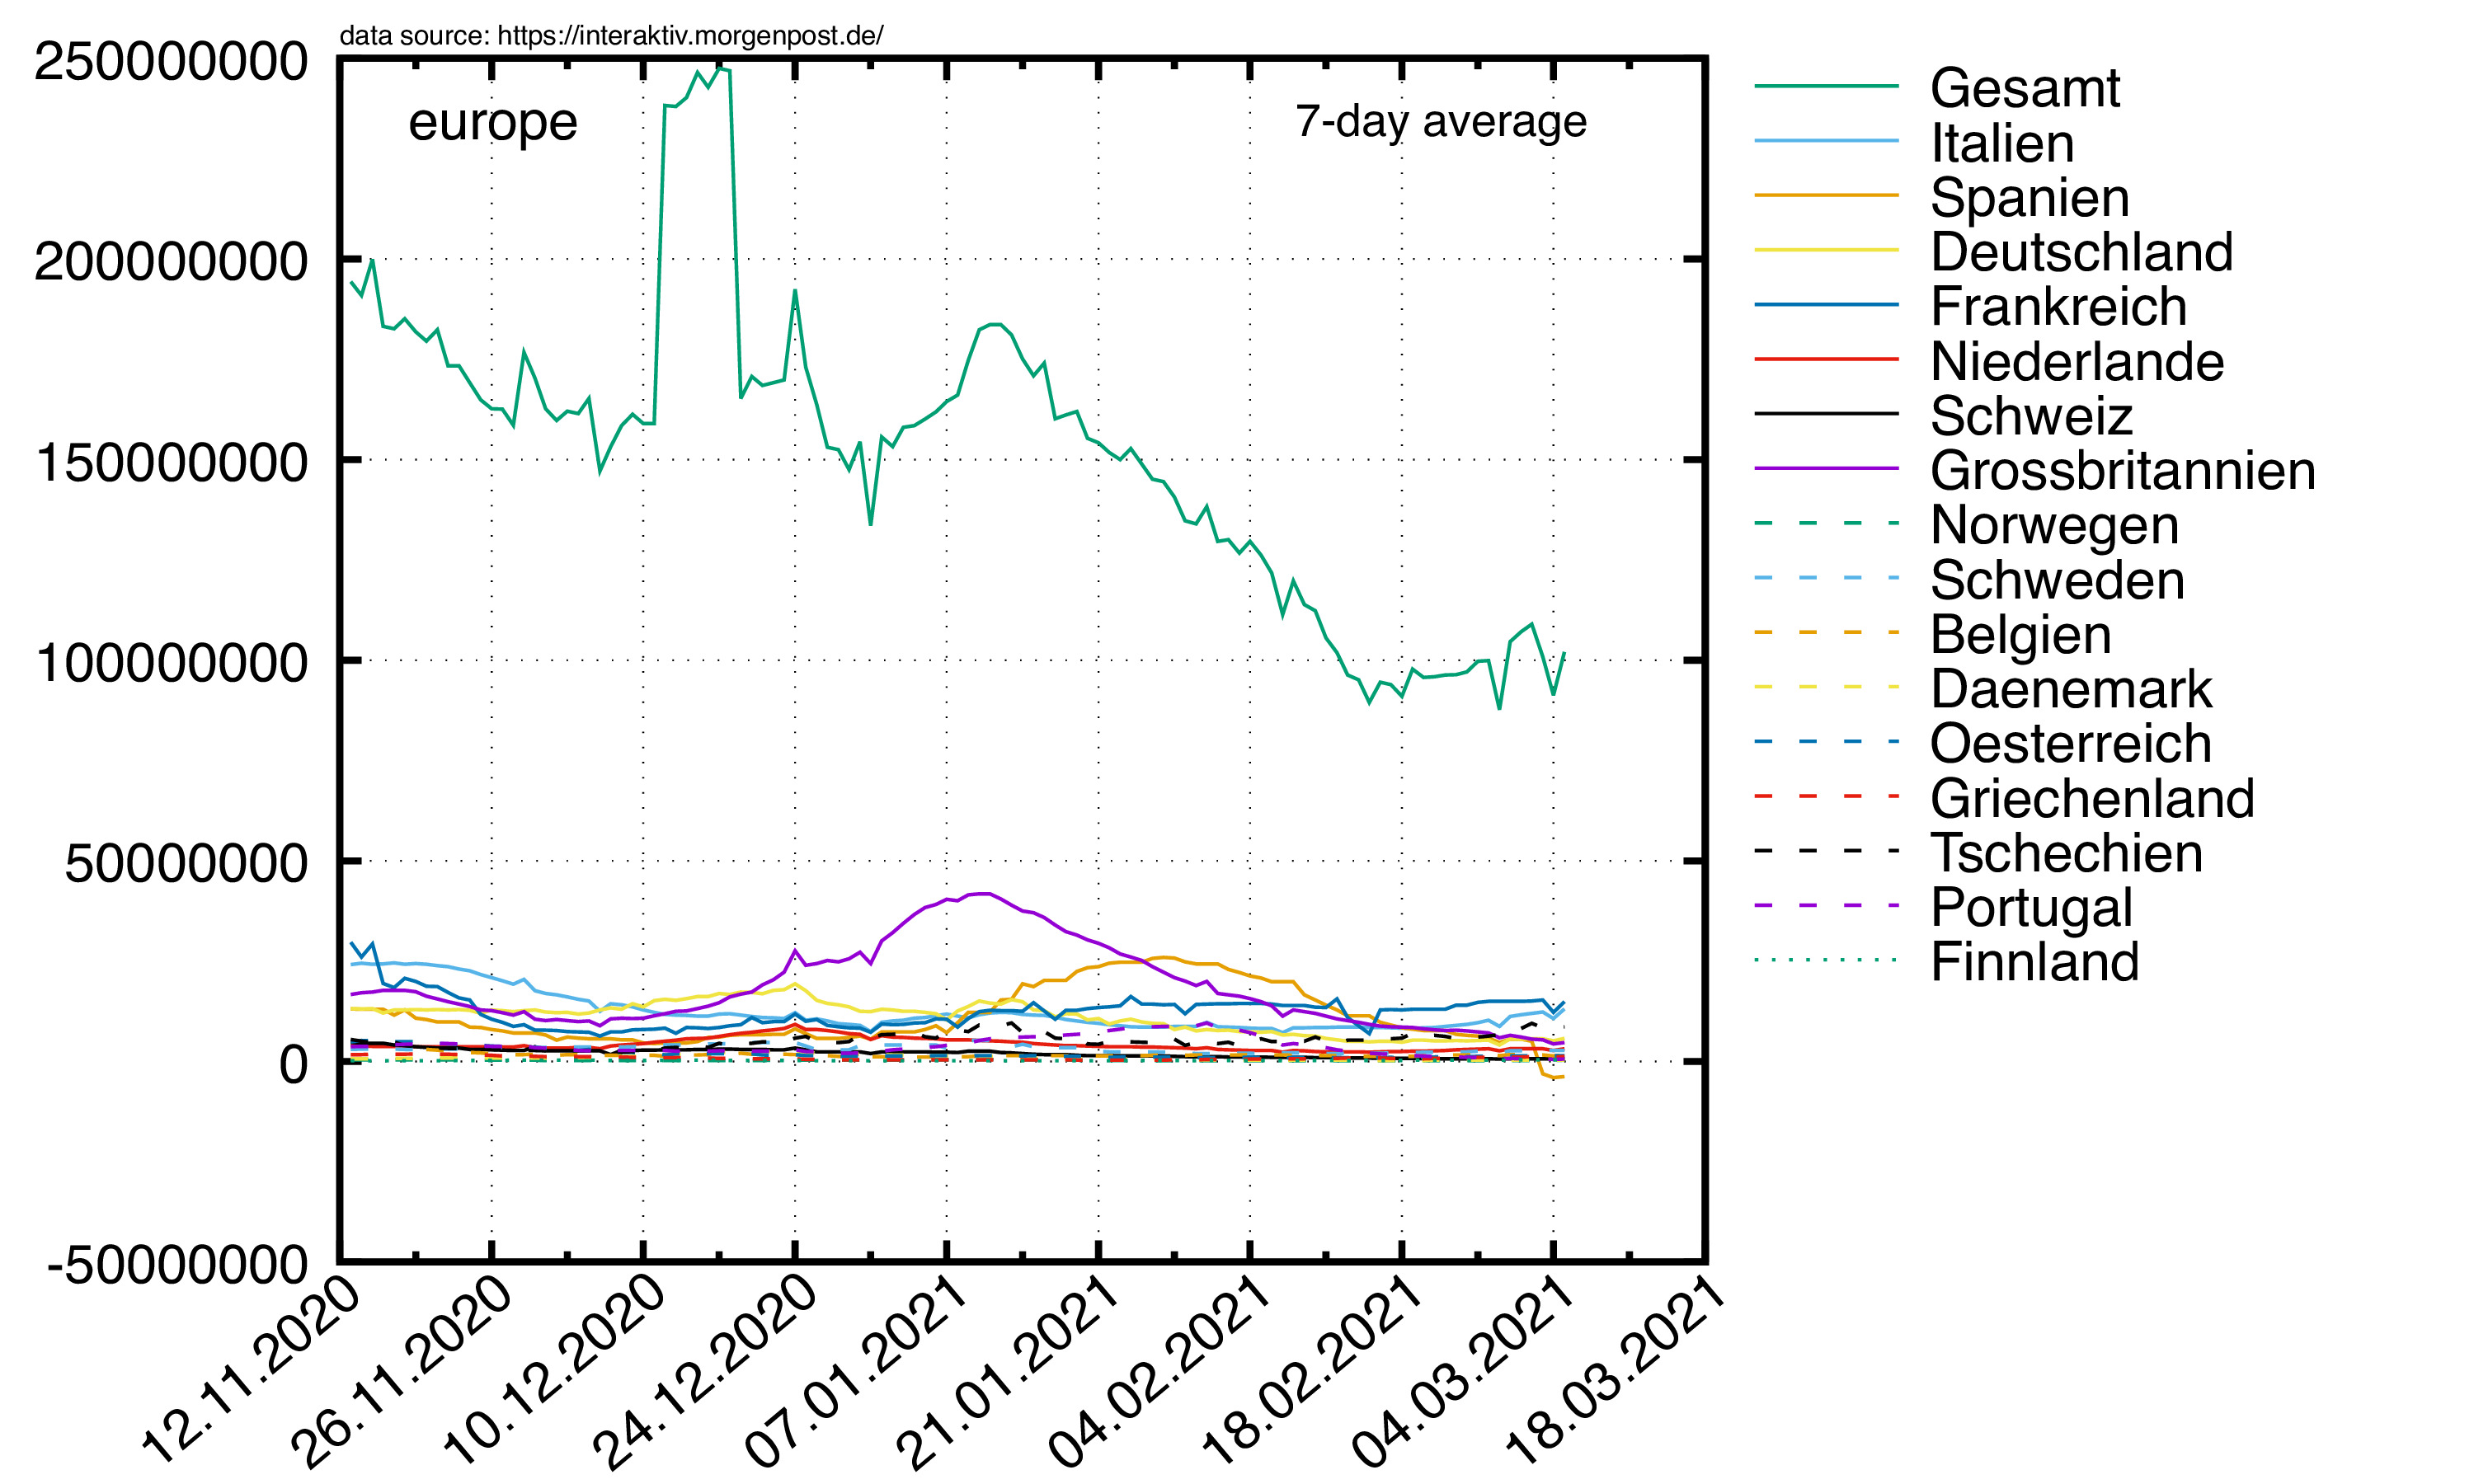 data source: https://interaktiv.morgenpost.de/
250000000
200000000
150000000
100000000
50000000
0
-50000000
europe
7-day average
12.11.2020
26.11.2020
10.12.2020
24.12.2020
07.01.2021
21.01.2021
04.02.2021
18.02.2021
04.03.2021
18.03.2021
Gesamt
Italien
Spanien
Deutschland
Frankreich
Niederlande
Schweiz
Grossbritannien
Norwegen
Schweden
Belgien
Daenemark
Oesterreich
Griechenland
Tschechien
Portugal
Finnland